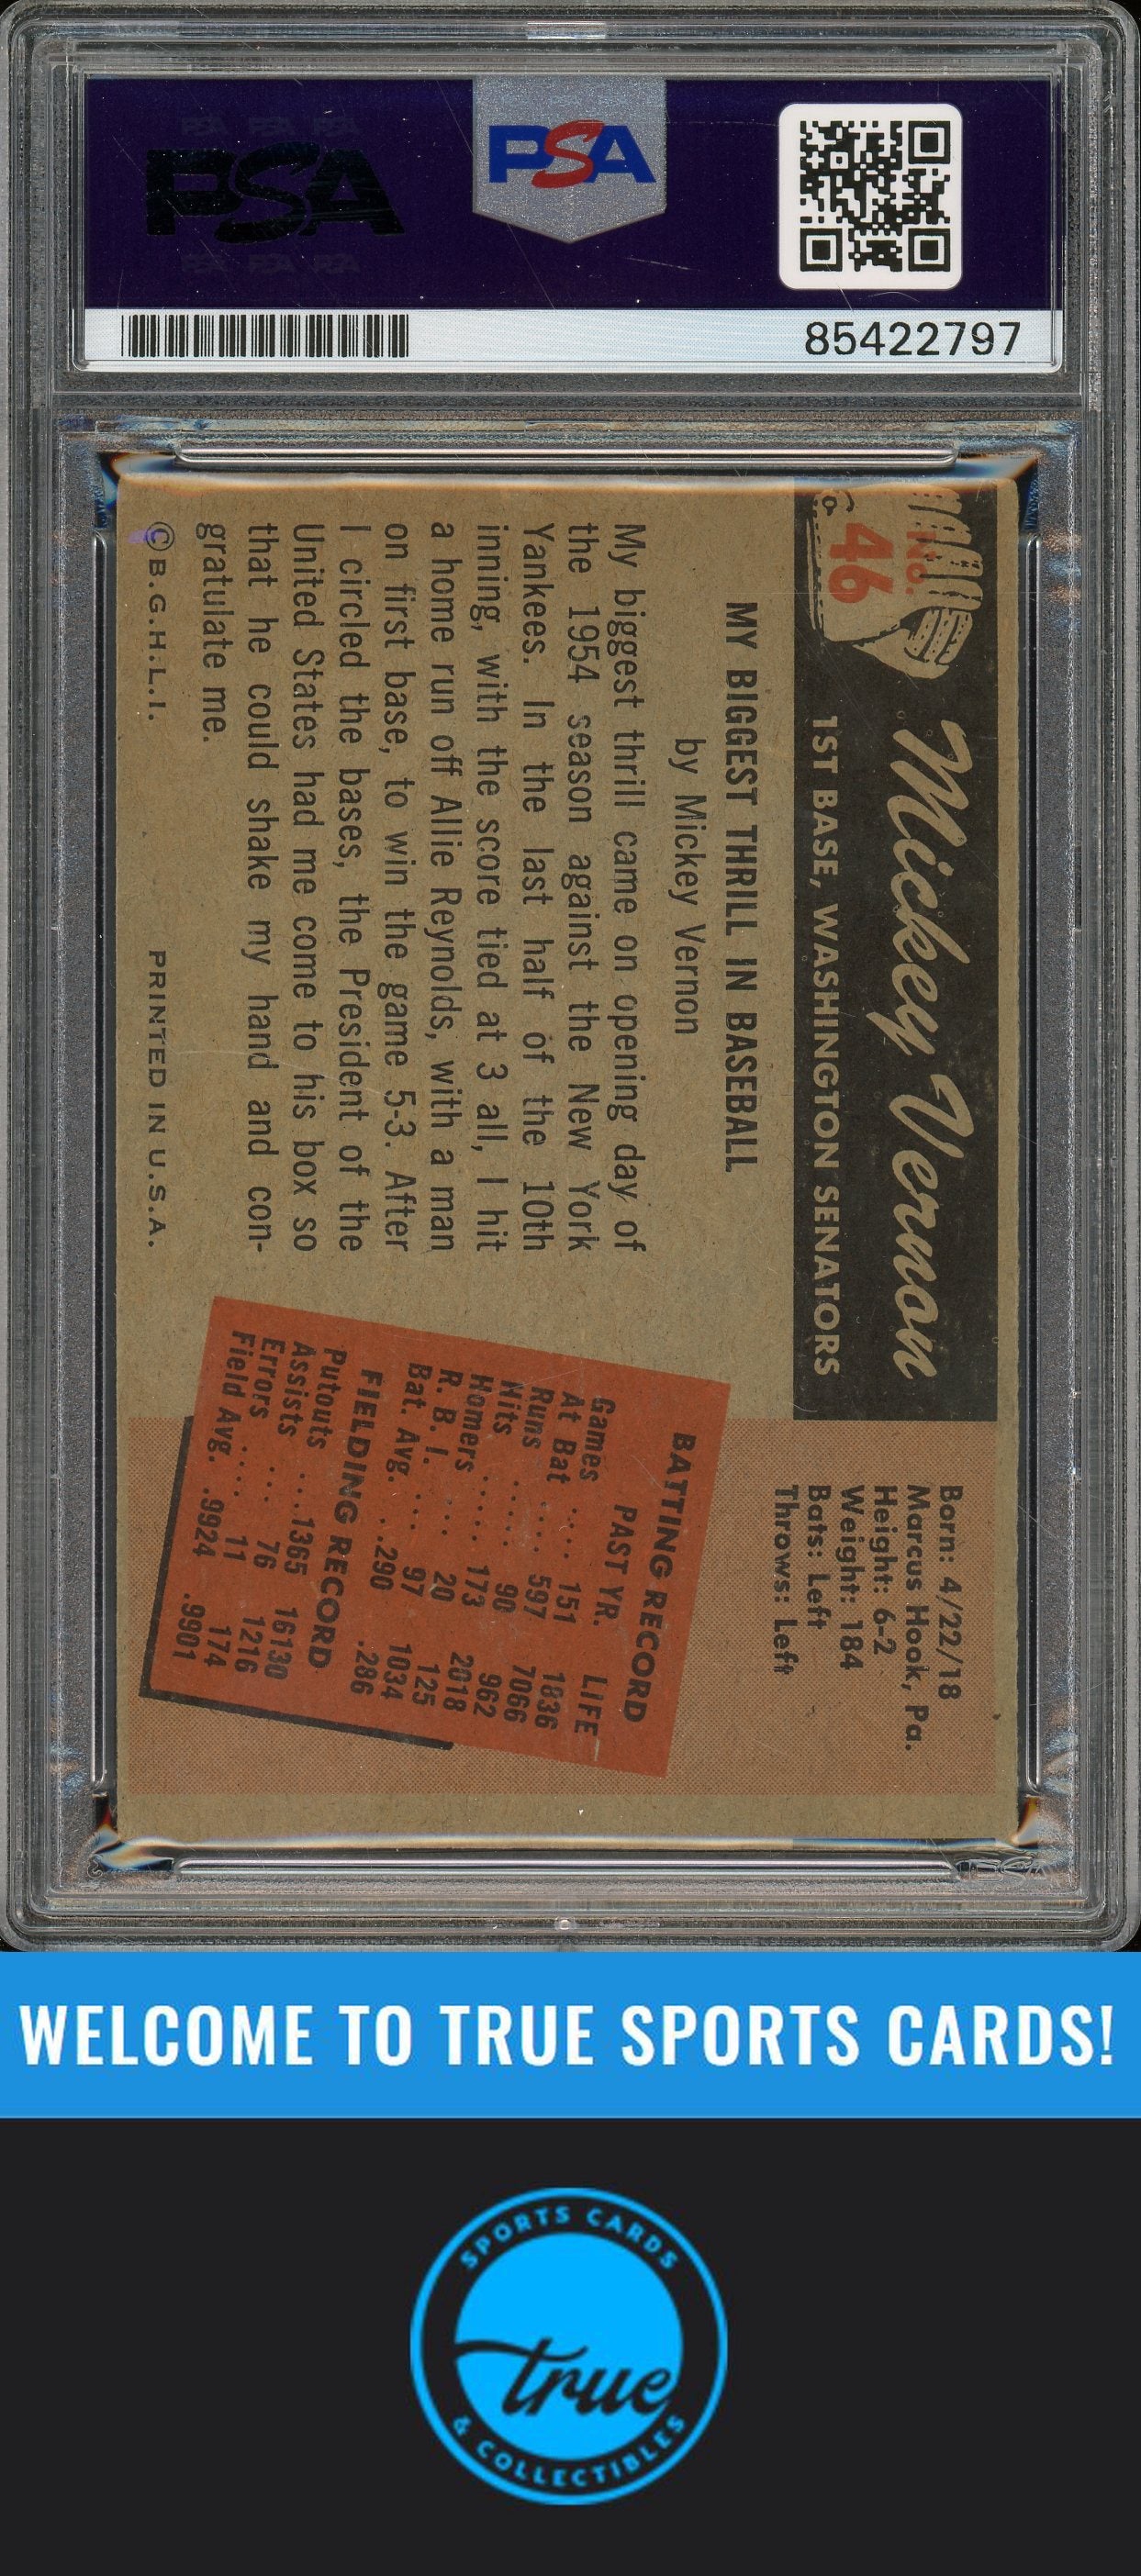 PSA PSA PSA
PSA
PSA PSA PSA
PSA
85422797
No.
46
Mickey Vernon
1ST BASE, WASHINGTON SENATORS
Born: 4/22/18
Marcus Hook, Pa.
Height: 6-2
Weight: 184
Bats: Left
Throws: Left
MY BIGGEST THRILL IN BASEBALL
by Mickey Vernon
My biggest thrill came on opening day of
the 1954 season against the New York
Yankees. In the last half of the 10th
inning, with the score tied at 3 all, I hit
a home run off Allie Reynolds, with a man
on first base, to win the game 5-3. After
I circled the bases, the President of the
United States had me come to his box so
that he could shake my hand and con-
gratulate me.
© B.G.H.L.I. PRINTED IN U.S.A.
BATTING RECORD
PAST YR. LIFE
Games .... 151 1836
At Bat .... 597 7066
Runs ..... 90 962
Hits ..... 173 2018
Homers .... 20 125
R. B. I. .... 97 1034
Bat. Avg. ...290 .286
FIELDING RECORD
Putouts ...1365 16130
Assists ... 76 1216
Errors .... 11 174
Field Avg. .9924 .9901
WELCOME TO TRUE SPORTS CARDS!
SPORTS CARDS
true
& COLLECTIBLES